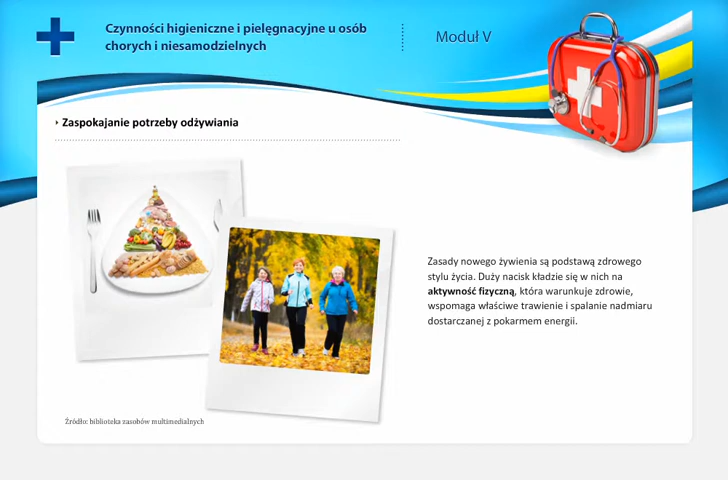 Czynności higieniczne i pielęgnacyjne u osób
chorych i niesamodzielnych
Moduł V
Zaspokajanie potrzeby odżywiania
Zasady nowego żywienia są podstawą zdrowego
stylu życia. Duży nacisk kładzie się w nich na
aktywność fizyczną, która warunkuje zdrowie,
wspomaga właściwe trawienie i spalanie nadmiaru
dostarczanej z pokarmem energii.
Źródło: biblioteka zasobów multimedialnych